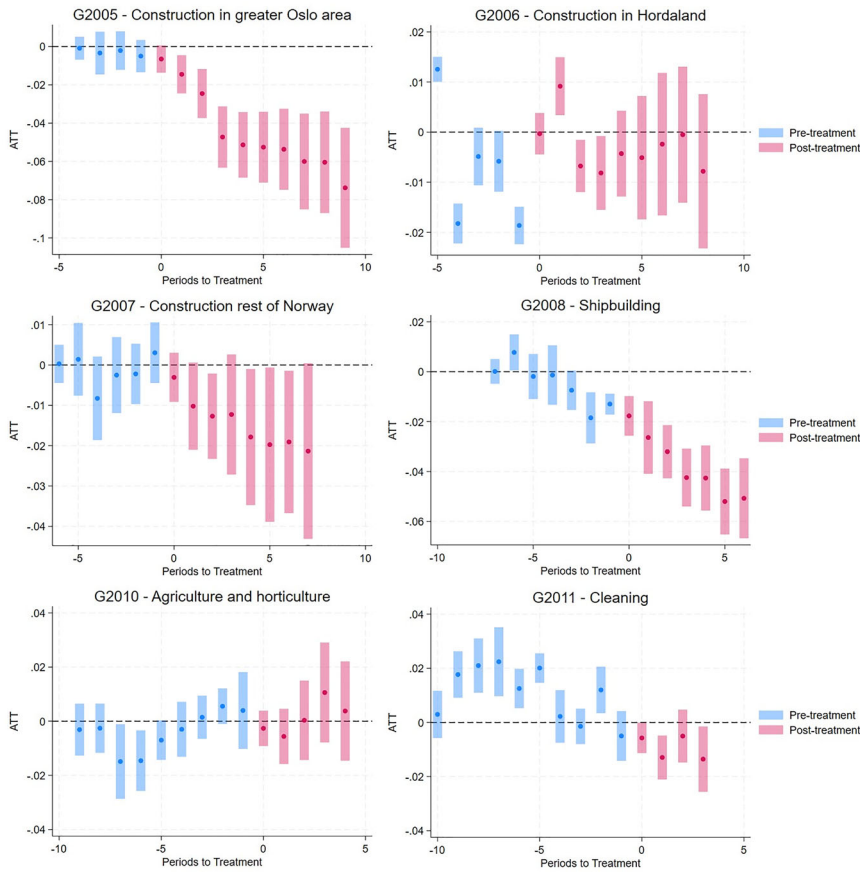 G2005 - Construction in greater Oslo area
0
-.02
-.04
-.06
-.08
-.1
ATT
-5 0 5 10
Periods to Treatment
G2006 - Construction in Hordaland
.02
.01
0
-.01
-.02
ATT
-5 0 5 10
Periods to Treatment
Pre-treatment
Post-treatment
G2007 - Construction rest of Norway
.01
0
-.01
-.02
-.03
-.04
ATT
-5 0 5 10
Periods to Treatment
G2008 - Shipbuilding
.02
0
-.02
-.04
-.06
ATT
-10 -5 0 5
Periods to Treatment
Pre-treatment
Post-treatment
G2010 - Agriculture and horticulture
.04
.02
0
-.02
-.04
ATT
-10 -5 0 5
Periods to Treatment
G2011 - Cleaning
.04
.02
0
-.02
-.04
ATT
-10 -5 0 5
Periods to Treatment
Pre-treatment
Post-treatment